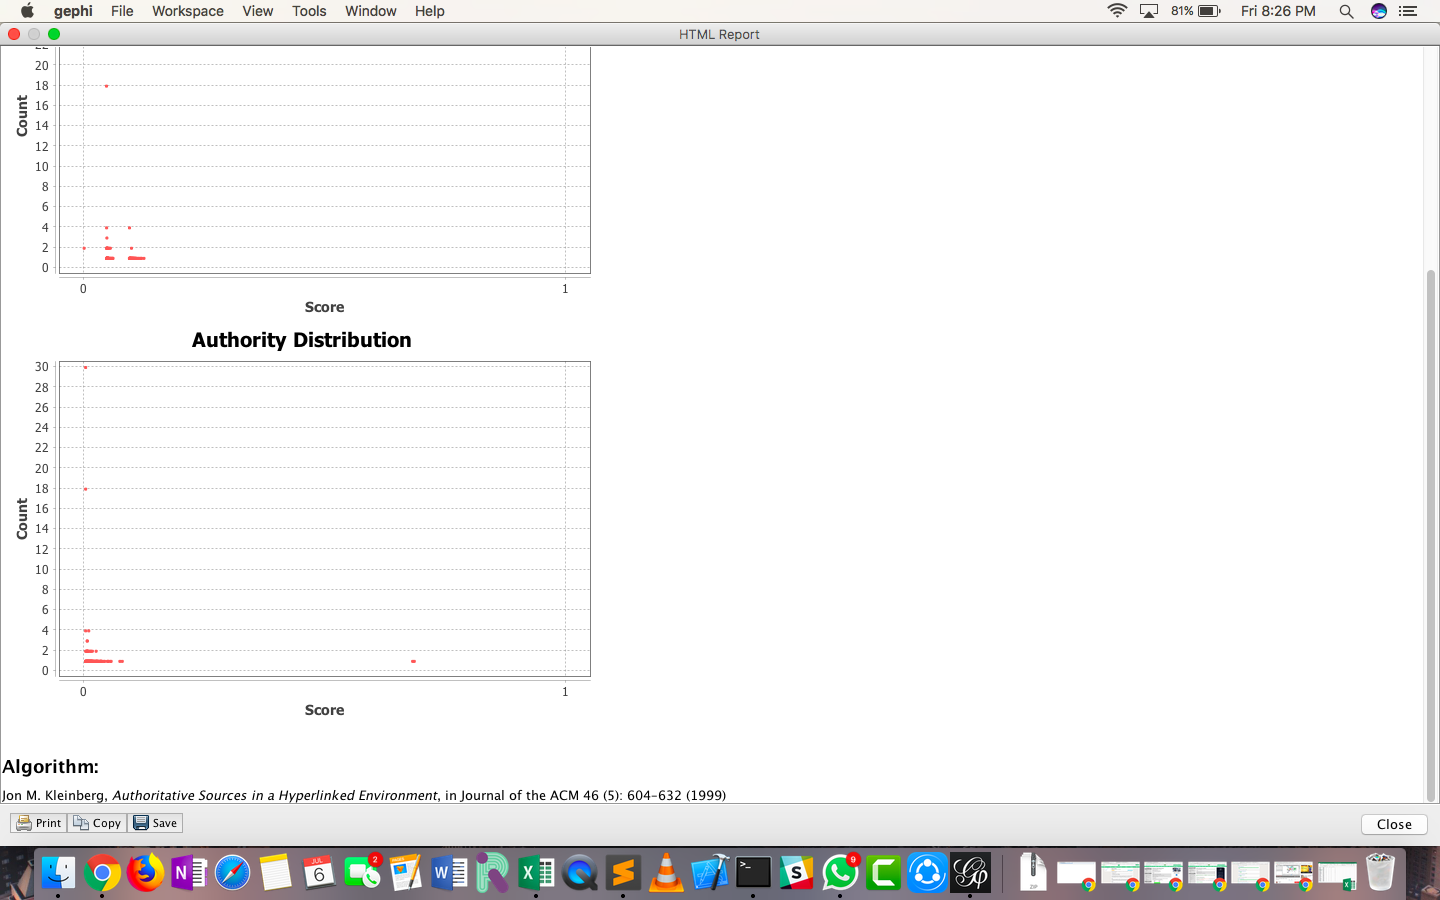 gephi File Workspace View Tools Window Help 81% Fri 8:26 PM
HTML Report
22
20
18
16
14
12
10
8
6
4
2
0
Count
0 1
Score
Authority Distribution
30
28
26
24
22
20
18
16
14
12
10
8
6
4
2
0
Count
0 1
Score
Algorithm:
Jon M. Kleinberg, Authoritative Sources in a Hyperlinked Environment, in Journal of the ACM 46 (5): 604-632 (1999)
Print Copy Save Close
JUL
6
2
9
N
W
X
S
C
ZIP